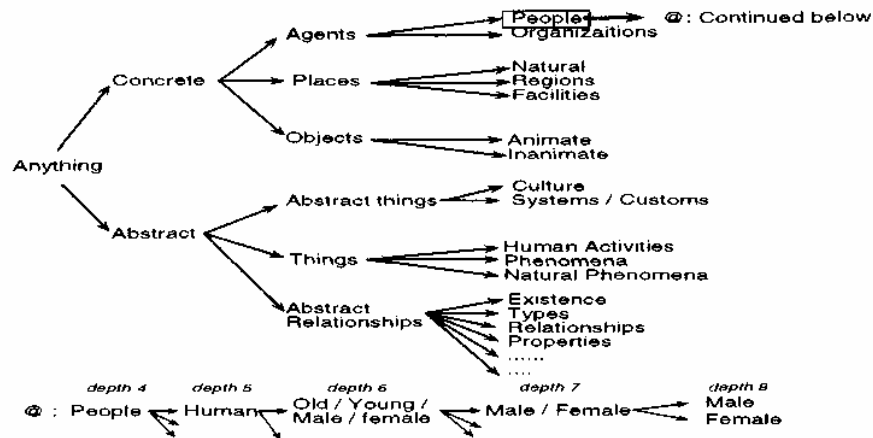 People @: Continued below
Agents
Organizaitions
Natural
Concrete Places Regions
Facilities
Objects Animate
Inanimate
Anything
Culture
Abstract things Systems / Customs
Abstract
Human Activities
Things Phenomena
Natural Phenomena
Abstract Existence
Relationships Types
Relationships
Properties
......
....
depth 4 depth 5 depth 6 depth 7 depth 8
@ : People Human Old / Young / Male / Female Male
Male / female Female